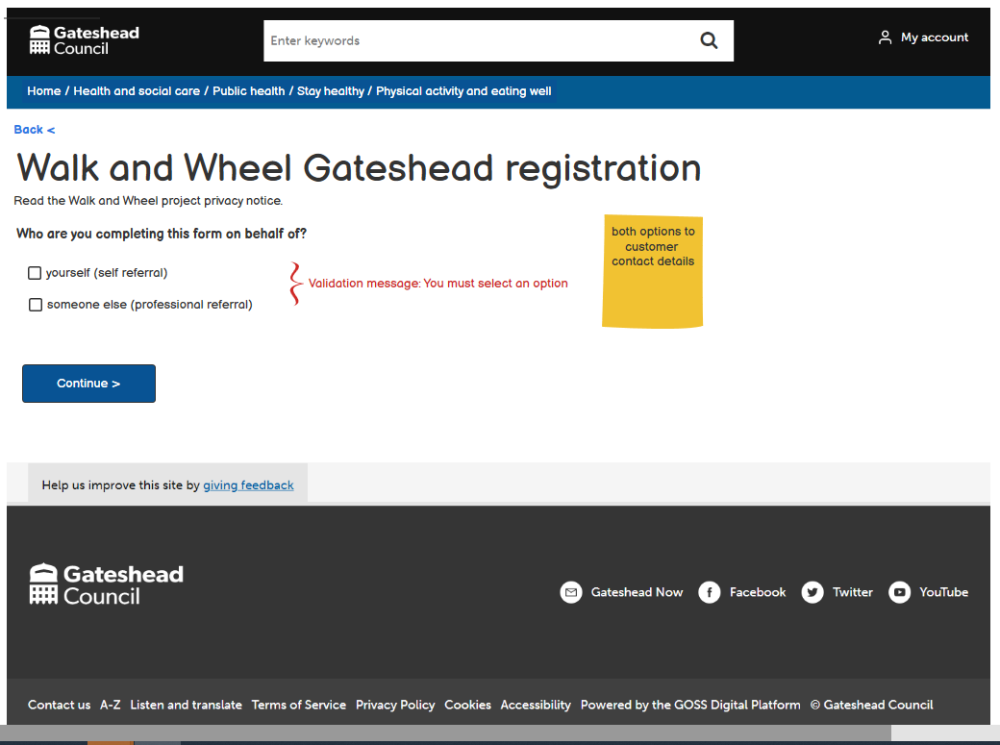 Gateshead
Council
Enter keywords
My account
Home / Health and social care / Public health / Stay healthy / Physical activity and eating well
Back <
Walk and Wheel Gateshead registration
Read the Walk and Wheel project privacy notice.
Who are you completing this form on behalf of?
both options to
customer
contact details
yourself (self referral)
Validation message: You must select an option
someone else (professional referral)
Continue >
Help us improve this site by giving feedback
Gateshead
Council
Gateshead Now
Facebook
Twitter
YouTube
Contact us A-Z Listen and translate Terms of Service Privacy Policy Cookies Accessibility Powered by the GOSS Digital Platform © Gateshead Council